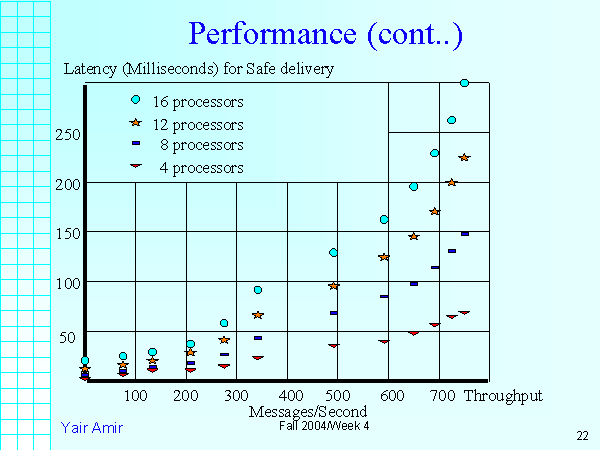 Performance (cont..)
Latency (Milliseconds) for Safe delivery
16 processors
12 processors
8 processors
4 processors
250
200
150
100
50
100 200 300 400 500 600 700 Throughput
Messages/Second
Fall 2004/Week 4
Yair Amir
22